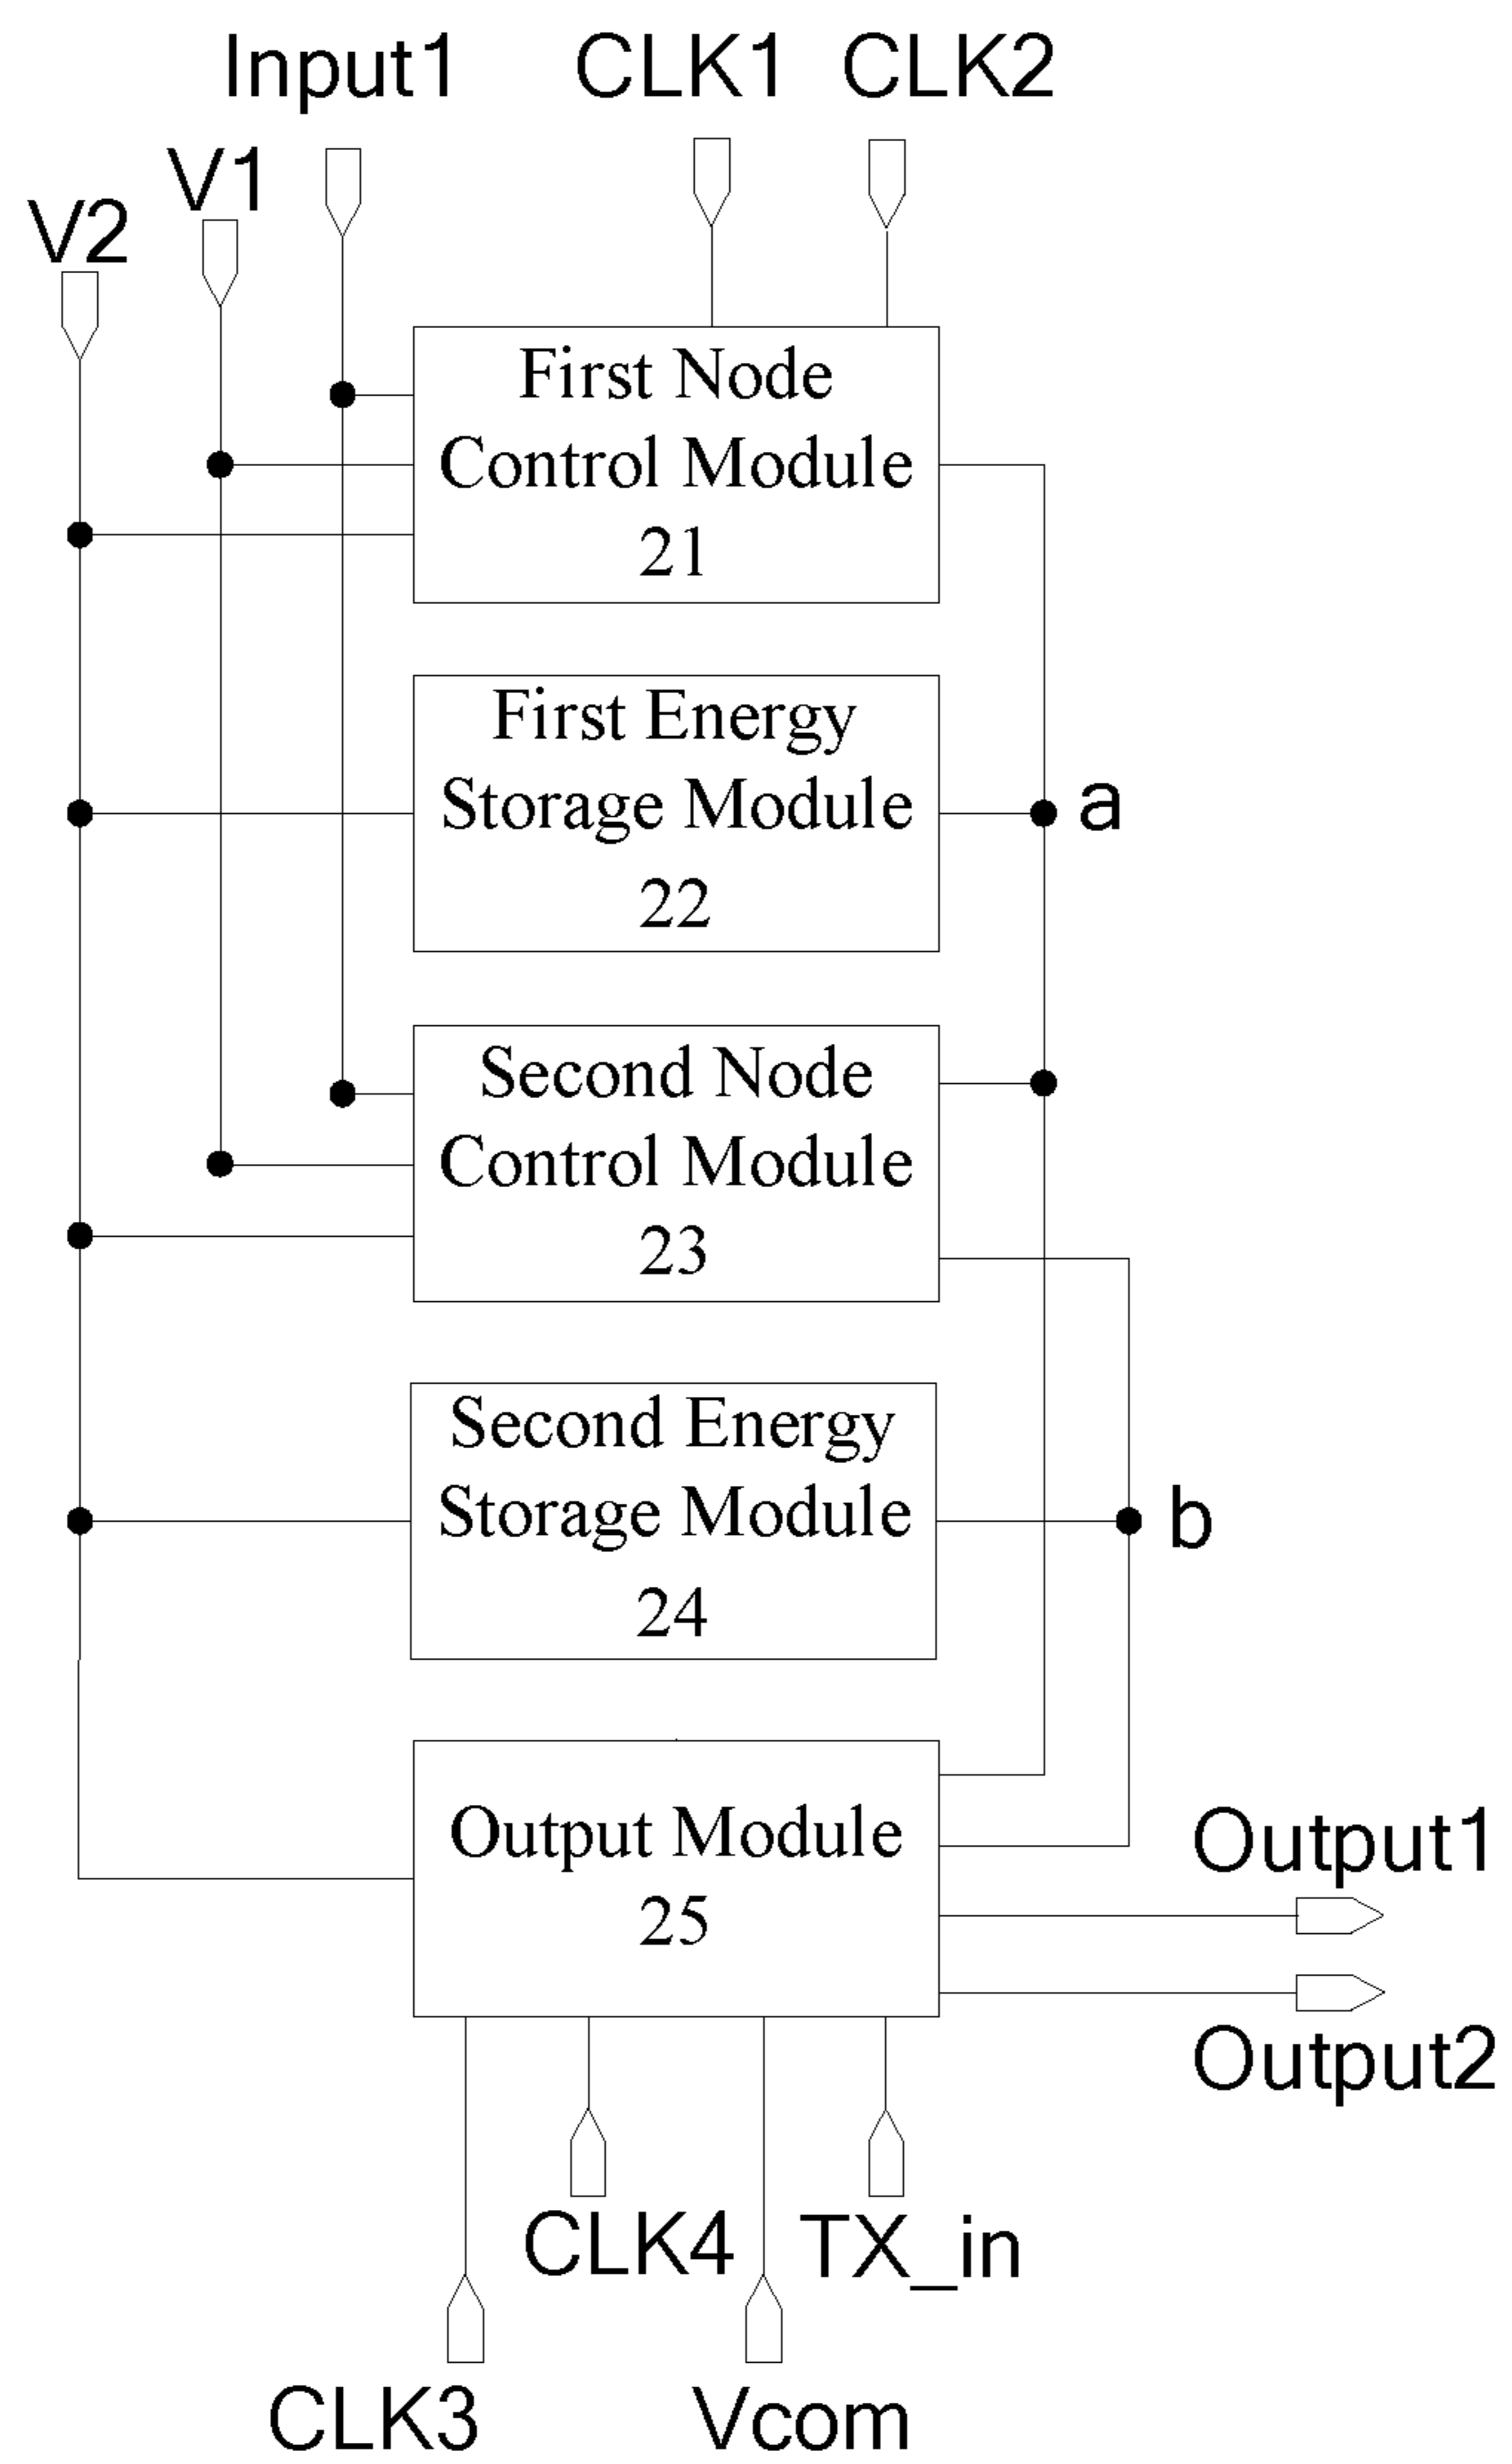 Input1
CLK1
CLK2
V1
V2
First Node
Control Module
21
First Energy
Storage Module
22
a
Second Node
Control Module
23
Second Energy
Storage Module
24
b
Output Module
25
Output1
Output2
CLK4
TX_in
CLK3
Vcom